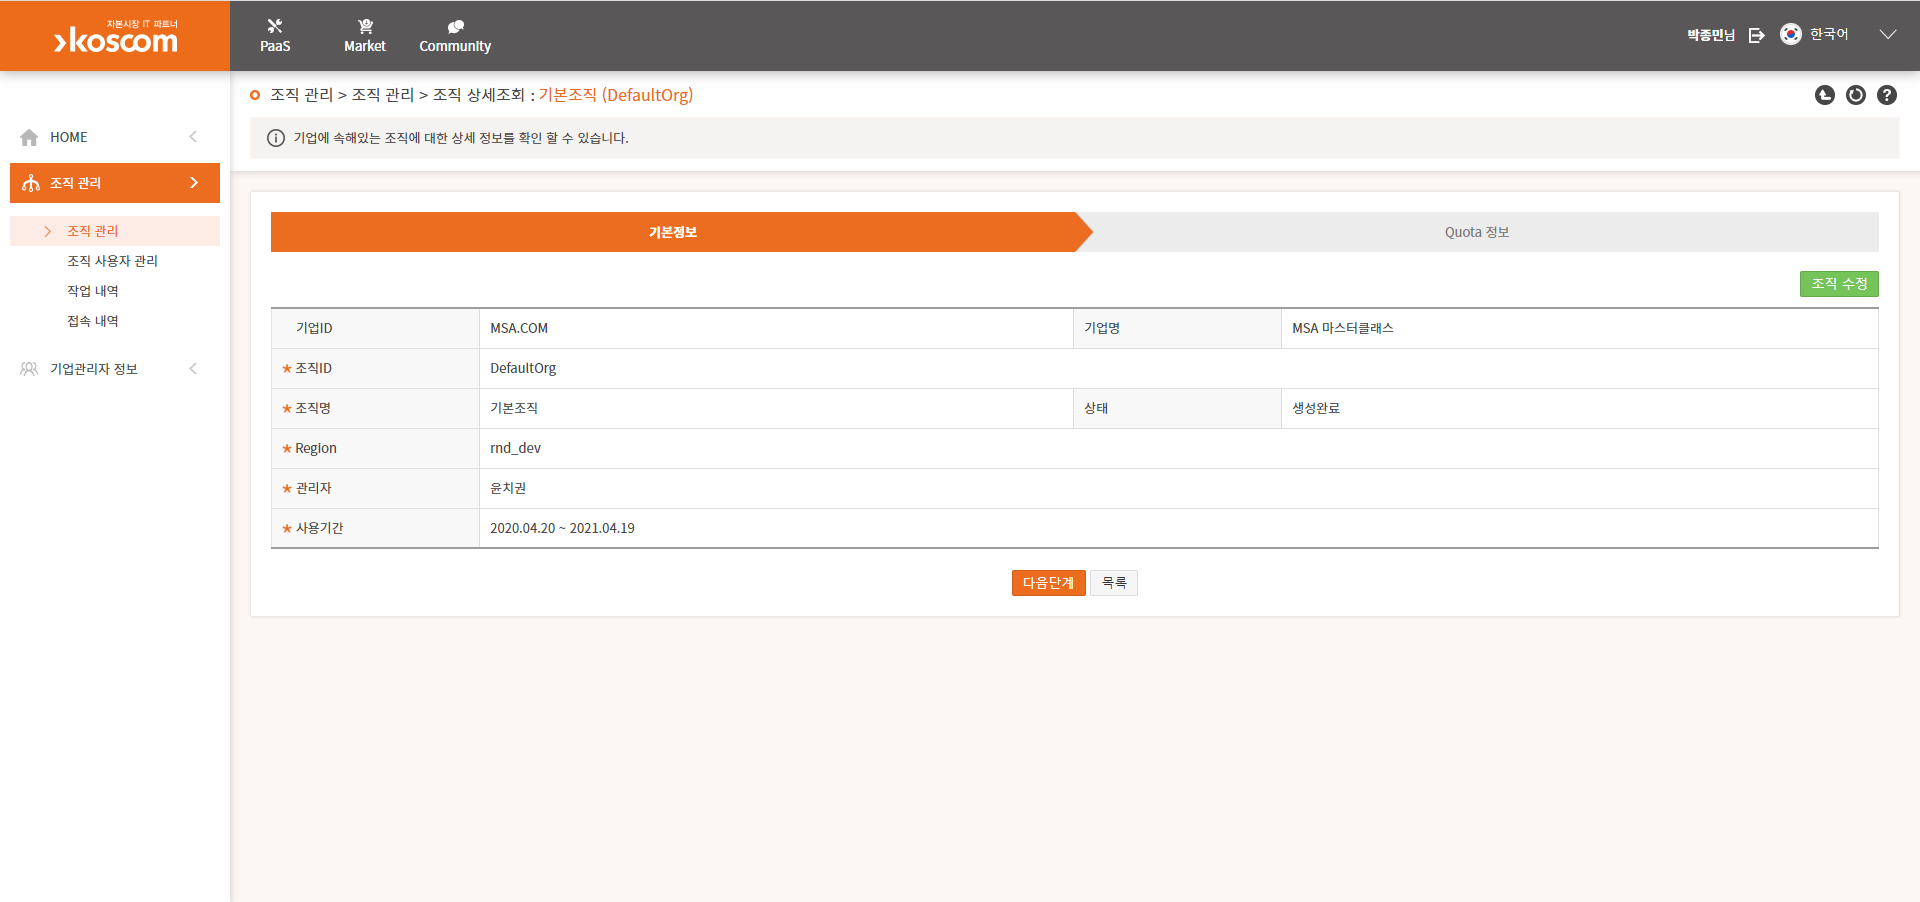 자본시장 IT 파트너
koscom
PaaS
Market
Community
박종민님
한국어
HOME
조직 관리
조직 관리
조직 사용자 관리
작업 내역
접속 내역
기업관리자 정보
조직 관리 > 조직 관리 > 조직 상세조회 : 기본조직 (DefaultOrg)
기업에 속해있는 조직에 대한 상세 정보를 확인 할 수 있습니다.
기본정보
Quota 정보
조직 수정
기업ID MSA.COM 기업명 MSA 마스터클래스
* 조직ID DefaultOrg
* 조직명 기본조직 상태 생성완료
* Region rnd_dev
* 관리자 윤치권
* 사용기간 2020.04.20 ~ 2021.04.19
다음단계 목록